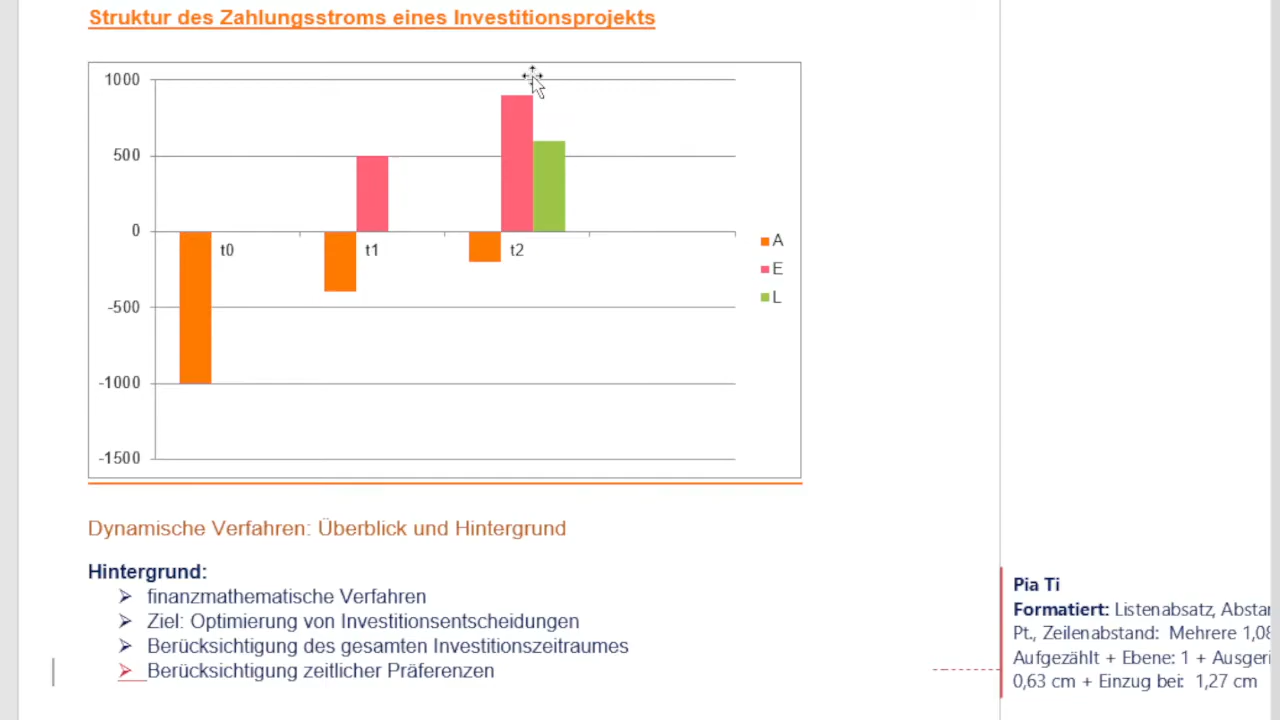 Struktur des Zahlungsstroms eines Investitionsprojekts
1000
500
0
t0 t1 t2
-500
-1000
-1500
A
E
L
Dynamische Verfahren: Überblick und Hintergrund
Hintergrund:
finanzmathematische Verfahren
Ziel: Optimierung von Investitionsentscheidungen
Berücksichtigung des gesamten Investitionszeitraumes
Berücksichtigung zeitlicher Präferenzen
Pia Ti
Formatiert: Listenabsatz, Abstan
Pt., Zeilenabstand: Mehrere 1,08
Aufgezählt + Ebene: 1 + Ausgeri
0,63 cm + Einzug bei: 1,27 cm